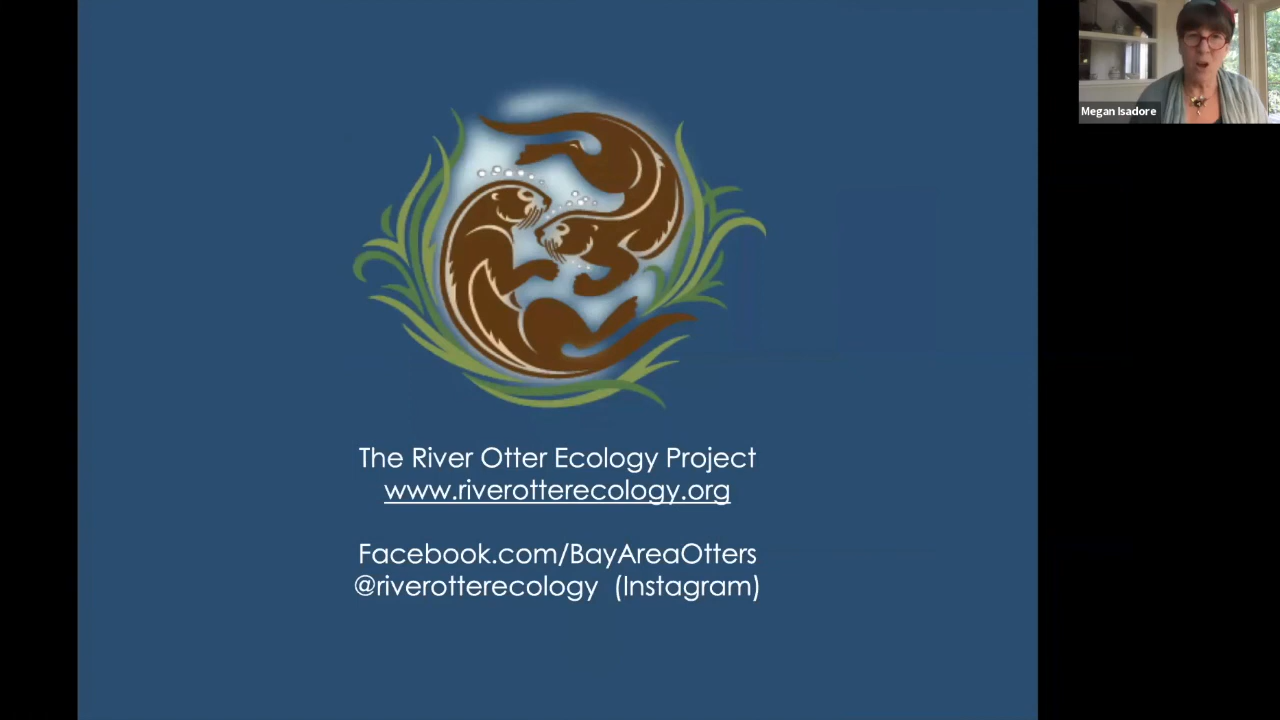 Megan Isadore
The River Otter Ecology Project
www.riverotterecology.org
Facebook.com/BayAreaOtters
@riverotterecology (Instagram)